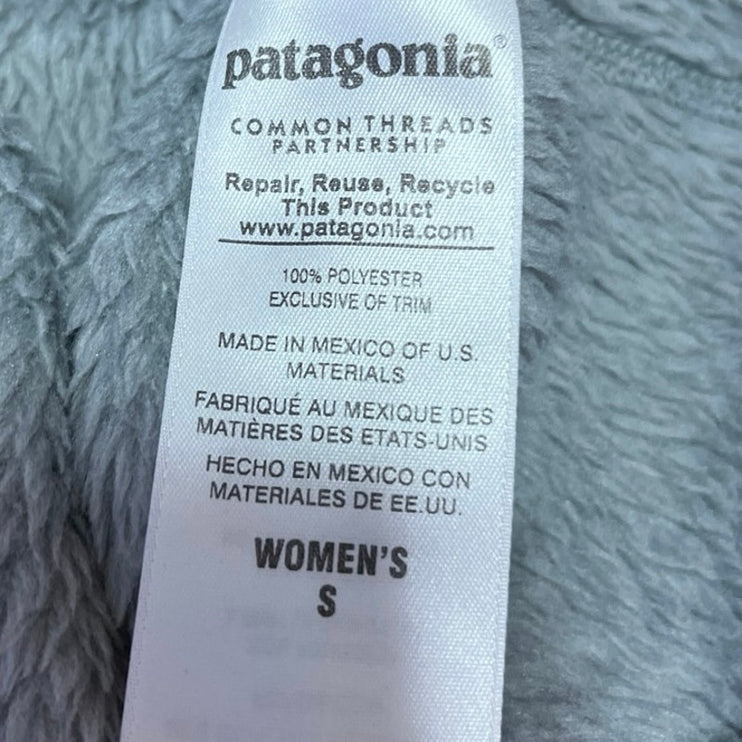 patagonia®
COMMON THREADS
PARTNERSHIP
Repair, Reuse, Recycle
This Product
www.patagonia.com
100% POLYESTER
EXCLUSIVE OF TRIM
MADE IN MEXICO OF U.S.
MATERIALS
FABRIQUÉ AU MEXIQUE DES
MATIÈRES DES ETATS-UNIS
HECHO EN MEXICO CON
MATERIALES DE EE.UU.
WOMEN'S
S